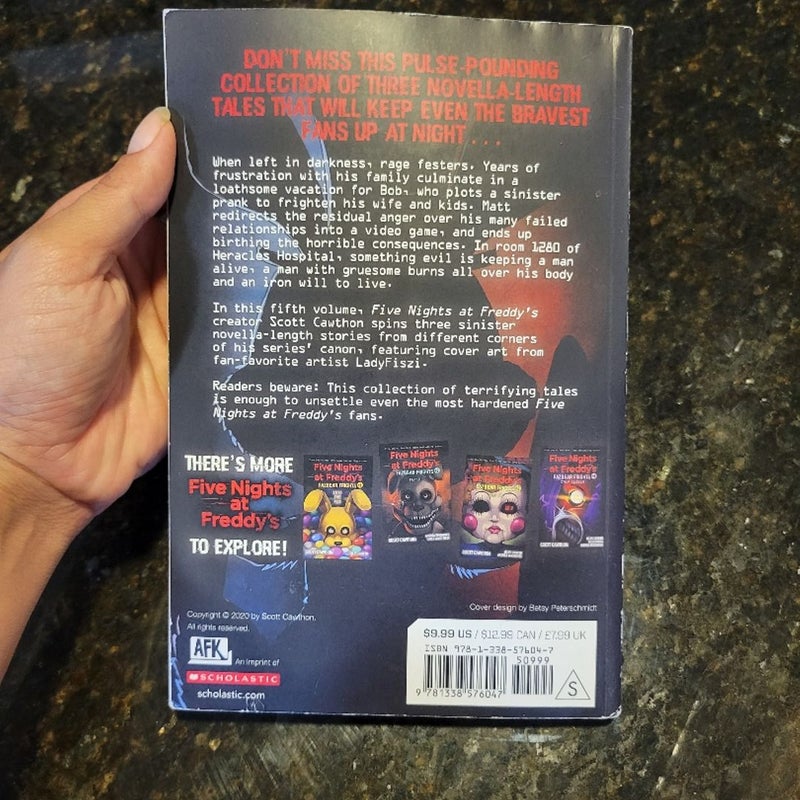 DON'T MISS THIS PULSE-POUNDING
COLLECTION OF THREE NOVELLA-LENGTH
TALES THAT WILL KEEP EVEN THE BRAVEST
FANS UP AT NIGHT...
When left in darkness, rage festers. Years of
frustration with his family culminate in a
loathsome vacation for Bob, who plots a sinister
prank to frighten his wife and kids. Matt
redirects the residual anger over his many failed
relationships into a video game, and ends up
birthing the horrible consequences. In room 1280 of
Heracles Hospital, something evil is keeping a man
alive, a man with gruesome burns all over his body
and an iron will to live.
In this fifth volume, Five Nights at Freddy's
creator Scott Cawthon spins three sinister
novella-length stories from different corners
of his series' canon, featuring cover art from
fan-favorite artist LadyFiszi.
Readers beware: This collection of terrifying tales
is enough to unsettle even the most hardened Five
Nights at Freddy's fans.
THERE'S MORE
Five Nights
at
Freddy's
TO EXPLORE!
Five Nights
at Freddy's
Five Nights
at Freddy's
Five Nights
at Freddy's
Five Nights
at Freddy's
Cover design by Betsy Peterschmidt
Copyright © 2020 by Scott Cawthon.
All rights reserved.
AFK
An imprint of
SCHOLASTIC
scholastic.com
$9.99 US / $12.99 CAN / £7.99 UK
ISBN 978-1-338-57604-7
50999
9 781338 576047
S